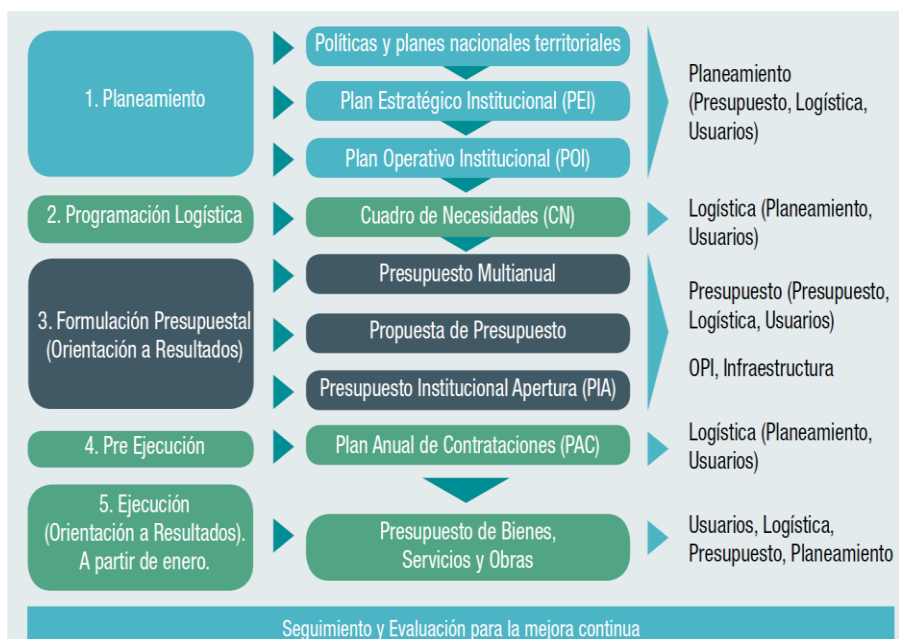 1. Planeamiento
Políticas y planes nacionales territoriales
Plan Estratégico Institucional (PEI)
Plan Operativo Institucional (POI)
Planeamiento
(Presupuesto, Logística,
Usuarios)
2. Programación Logística
Cuadro de Necesidades (CN)
Logística (Planeamiento,
Usuarios)
3. Formulación Presupuestal
(Orientación a Resultados)
Presupuesto Multianual
Propuesta de Presupuesto
Presupuesto Institucional Apertura (PIA)
Presupuesto (Presupuesto,
Logística, Usuarios)
OPI, Infraestructura
4. Pre Ejecución
Plan Anual de Contrataciones (PAC)
Logística (Planeamiento,
Usuarios)
5. Ejecución
(Orientación a Resultados).
A partir de enero.
Presupuesto de Bienes,
Servicios y Obras
Usuarios, Logística,
Presupuesto, Planeamiento
Seguimiento y Evaluación para la mejora continua